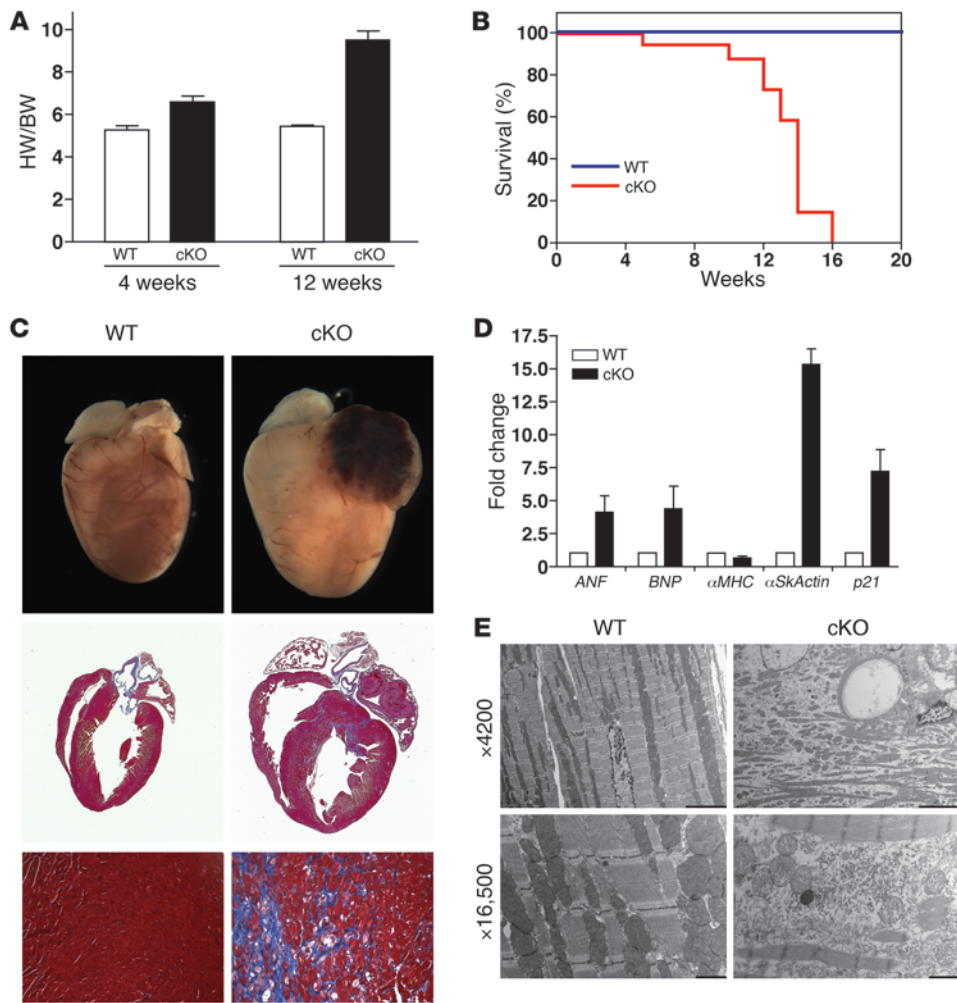 A
HW/BW
10
8
6
4
2
0
WT cKO WT cKO
4 weeks 12 weeks
B
Survival (%)
100
80
60
40
20
0
WT
cKO
0 4 8 12 16 20
Weeks
C
WT cKO
D
Fold change
17.5
15.0
12.5
10.0
7.5
5.0
2.5
0
WT
cKO
ANF BNP αMHC αSkActin p21
E
WT cKO
×4200
×16,500